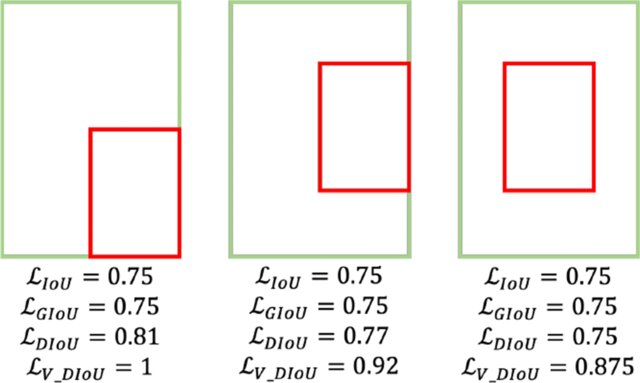 ℒ_IoU = 0.75
ℒ_GIoU = 0.75
ℒ_DIoU = 0.81
ℒ_V_DIoU = 1
ℒ_IoU = 0.75
ℒ_GIoU = 0.75
ℒ_DIoU = 0.77
ℒ_V_DIoU = 0.92
ℒ_IoU = 0.75
ℒ_GIoU = 0.75
ℒ_DIoU = 0.75
ℒ_V_DIoU = 0.875